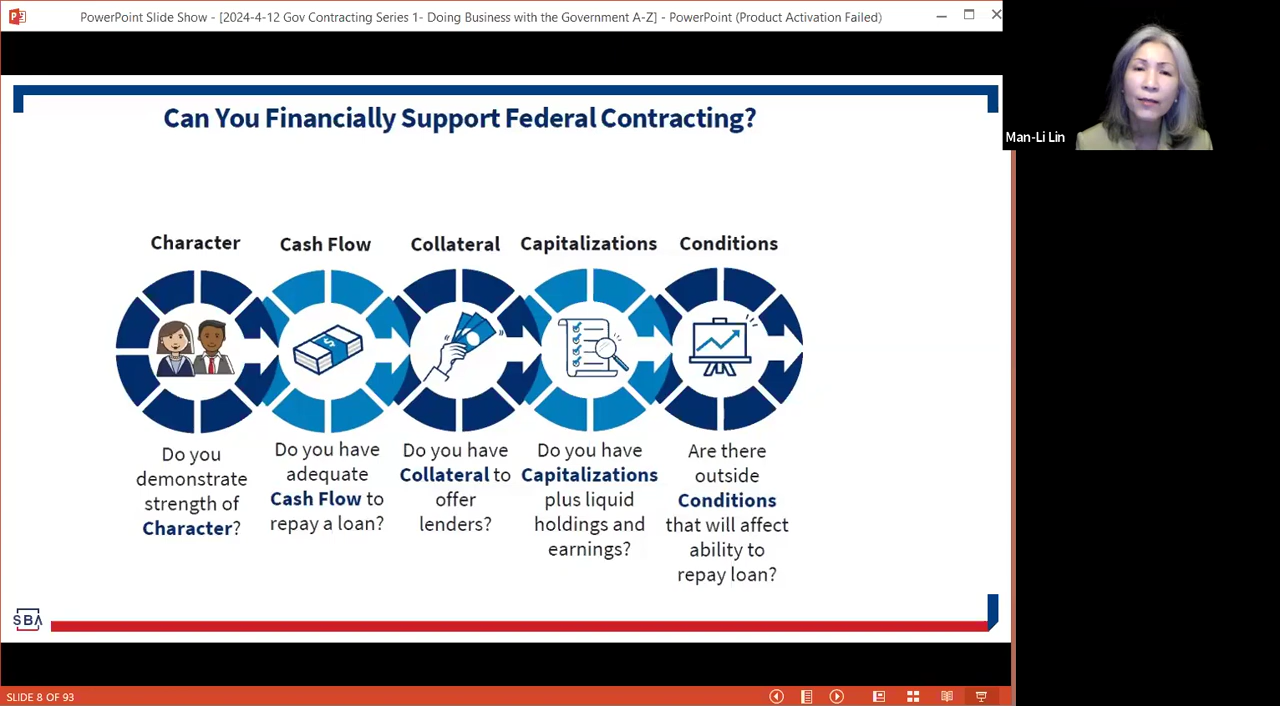 PowerPoint Slide Show - [2024-4-12 Gov Contracting Series 1- Doing Business with the Government A-Z] - PowerPoint (Product Activation Failed)
Man-Li Lin
Can You Financially Support Federal Contracting?
Character
Cash Flow
Collateral
Capitalizations
Conditions
Do you
demonstrate
strength of
Character?
Do you have
adequate
Cash Flow to
repay a loan?
Do you have
Collateral to
offer
lenders?
Do you have
Capitalizations
plus liquid
holdings and
earnings?
Are there
outside
Conditions
that will affect
ability to
repay loan?
SBA
SLIDE 8 OF 93